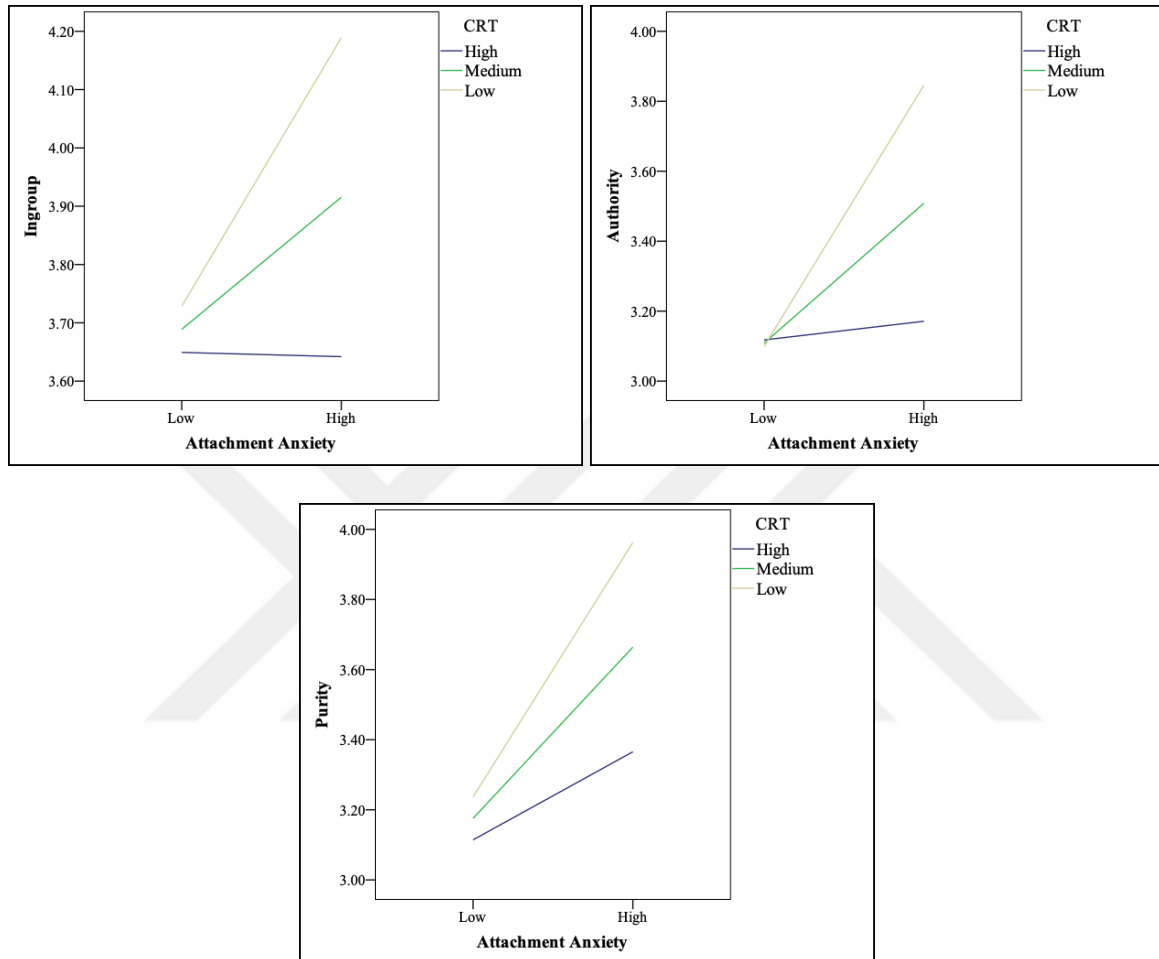 CRT
High
Medium
Low
4.20
4.10
4.00
3.90
3.80
3.70
3.60
Ingroup
Low
High
Attachment Anxiety
CRT
High
Medium
Low
4.00
3.80
3.60
3.40
3.20
3.00
Authority
Low
High
Attachment Anxiety
CRT
High
Medium
Low
4.00
3.80
3.60
3.40
3.20
3.00
Purity
Low
High
Attachment Anxiety